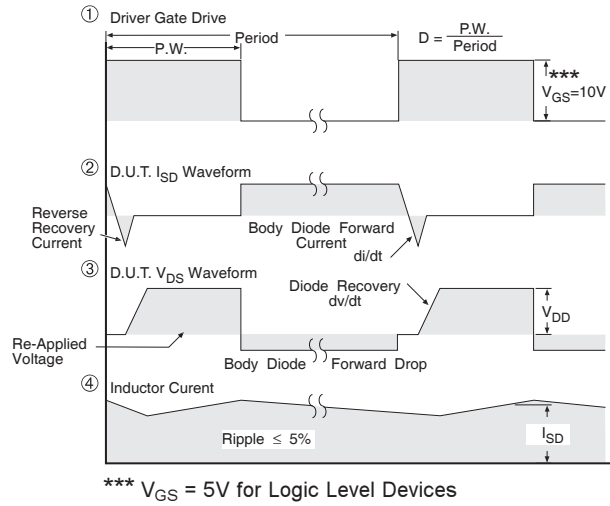 ① Driver Gate Drive
P.W.
Period
D = P.W. / Period
***
VGS=10V
② D.U.T. ISD Waveform
Reverse
Recovery
Current
Body Diode Forward
Current
di/dt
③ D.U.T. VDS Waveform
Diode Recovery
dv/dt
VDD
Re-Applied
Voltage
Body Diode Forward Drop
④ Inductor Curent
Ripple ≤ 5%
ISD
*** VGS = 5V for Logic Level Devices